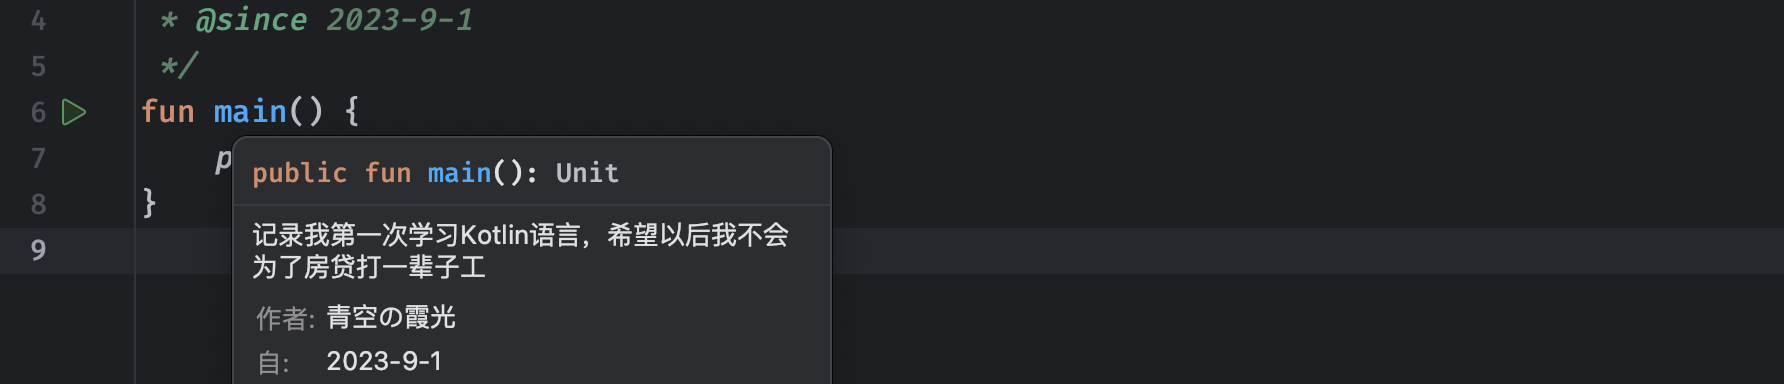 4 * @since 2023-9-1
5 */
6 fun main() {
7 p
8 }
9
public fun main(): Unit
记录我第一次学习Kotlin语言，希望以后我不会
为了房贷打一辈子工
作者: 青空の霞光
自: 2023-9-1